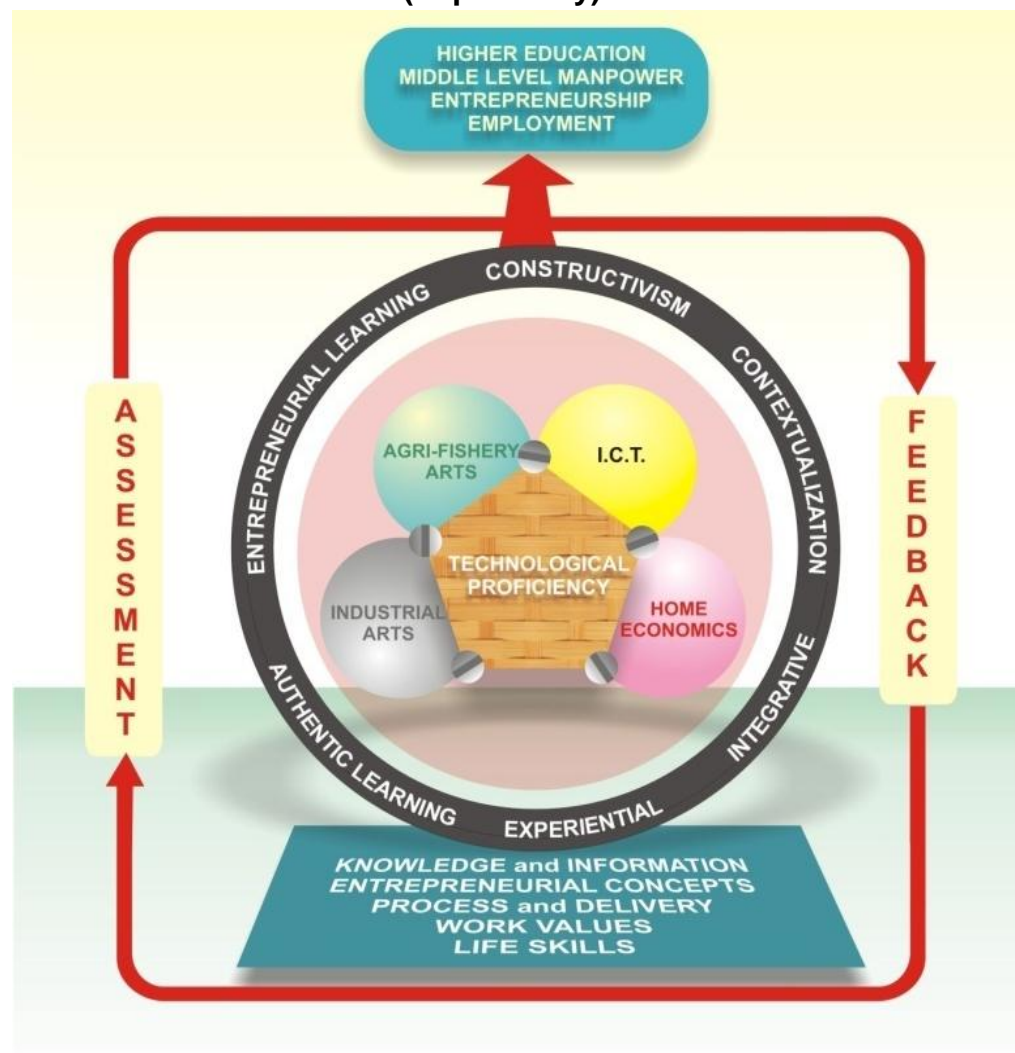 HIGHER EDUCATION
MIDDLE LEVEL MANPOWER
ENTREPRENEURSHIP
EMPLOYMENT
CONSTRUCTIVISM
ENTREPRENEURIAL LEARNING
CONTEXTUALIZATION
ASSESSMENT
FEEDBACK
AGRI-FISHERY
ARTS
I.C.T.
TECHNOLOGICAL
PROFICIENCY
INDUSTRIAL
ARTS
HOME
ECONOMICS
AUTHENTIC LEARNING
INTEGRATIVE
EXPERIENTIAL
KNOWLEDGE and INFORMATION
ENTREPRENEURIAL CONCEPTS
PROCESS and DELIVERY
WORK VALUES
LIFE SKILLS